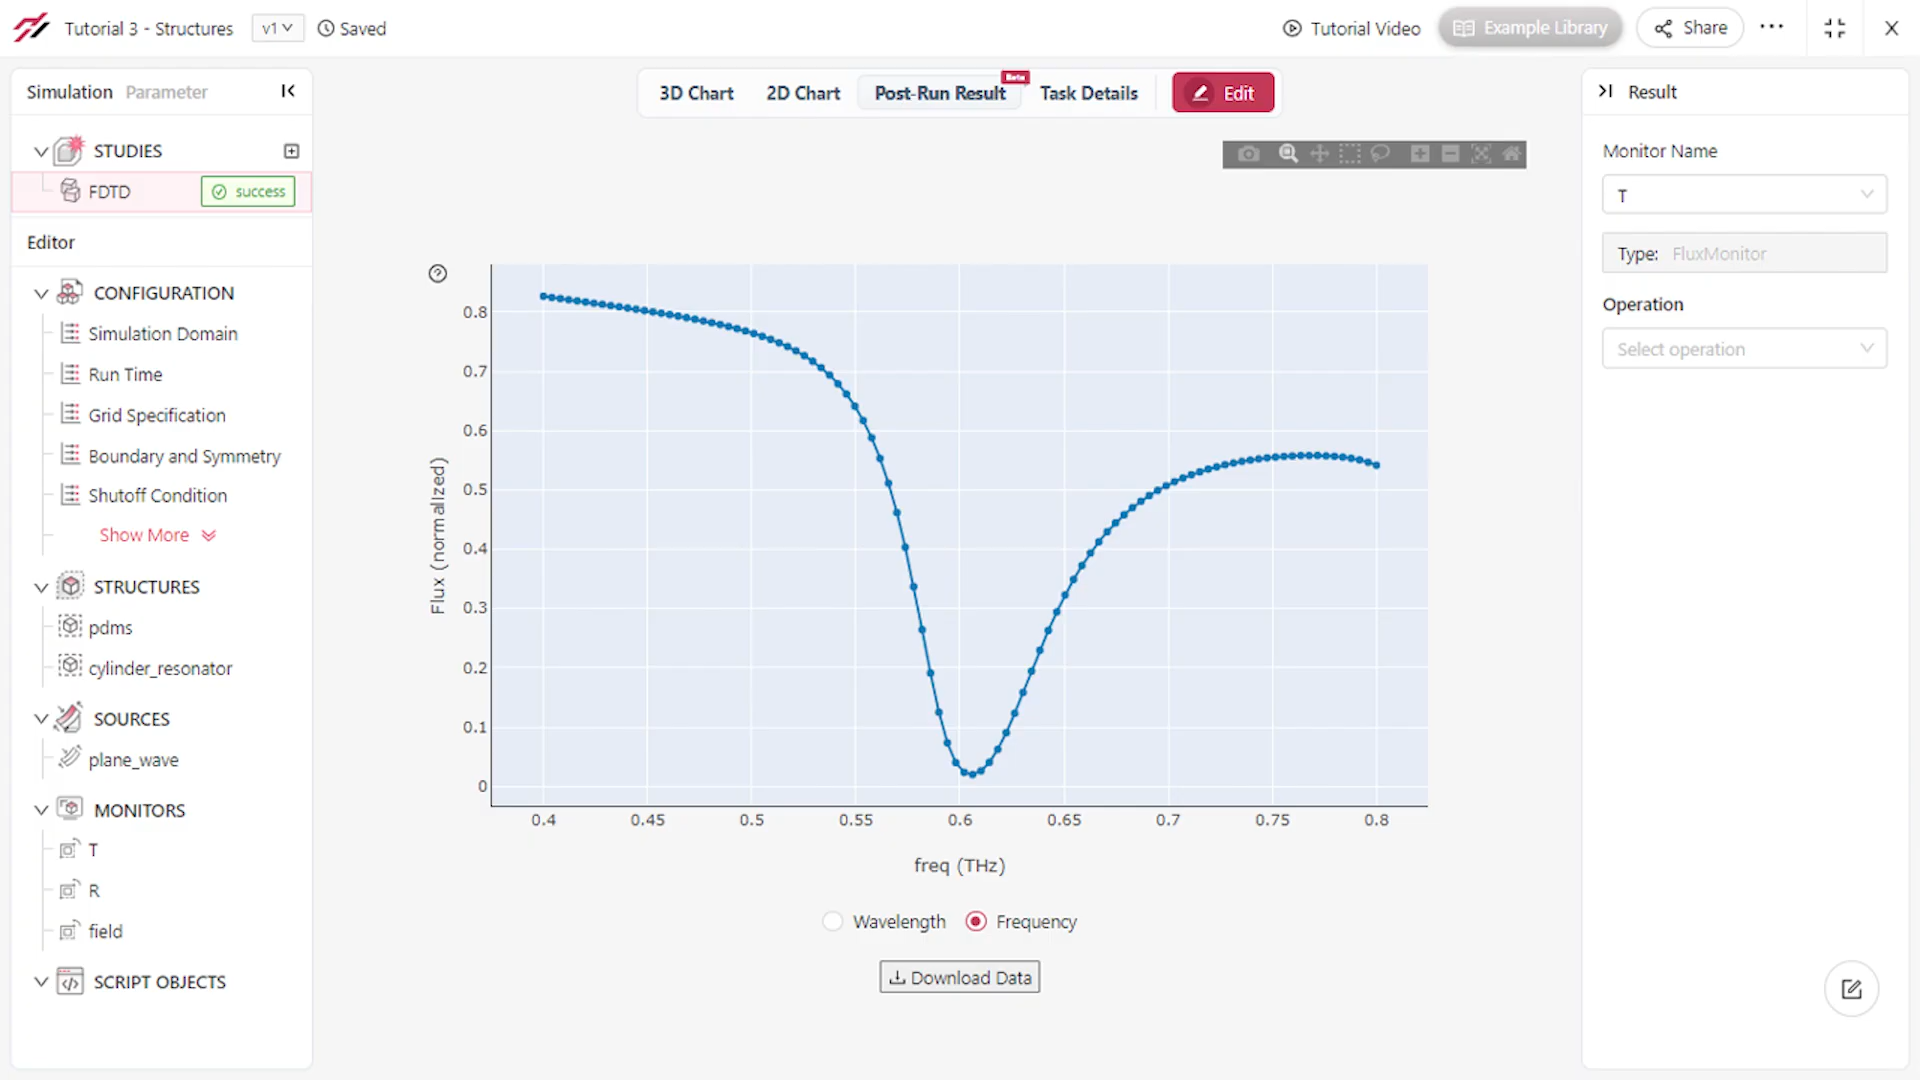 Tutorial 3 - Structures
v1
Saved
Tutorial Video
Example Library
Share
Simulation
Parameter
STUDIES
FDTD
success
Editor
CONFIGURATION
Simulation Domain
Run Time
Grid Specification
Boundary and Symmetry
Shutoff Condition
Show More
STRUCTURES
pdms
cylinder_resonator
SOURCES
plane_wave
MONITORS
T
R
field
SCRIPT OBJECTS
3D Chart
2D Chart
Post-Run Result
Beta
Task Details
Edit
Flux (normalized)
0.8
0.7
0.6
0.5
0.4
0.3
0.2
0.1
0
0.4 0.45 0.5 0.55 0.6 0.65 0.7 0.75 0.8
freq (THz)
Wavelength
Frequency
Download Data
Result
Monitor Name
T
Type: FluxMonitor
Operation
Select operation